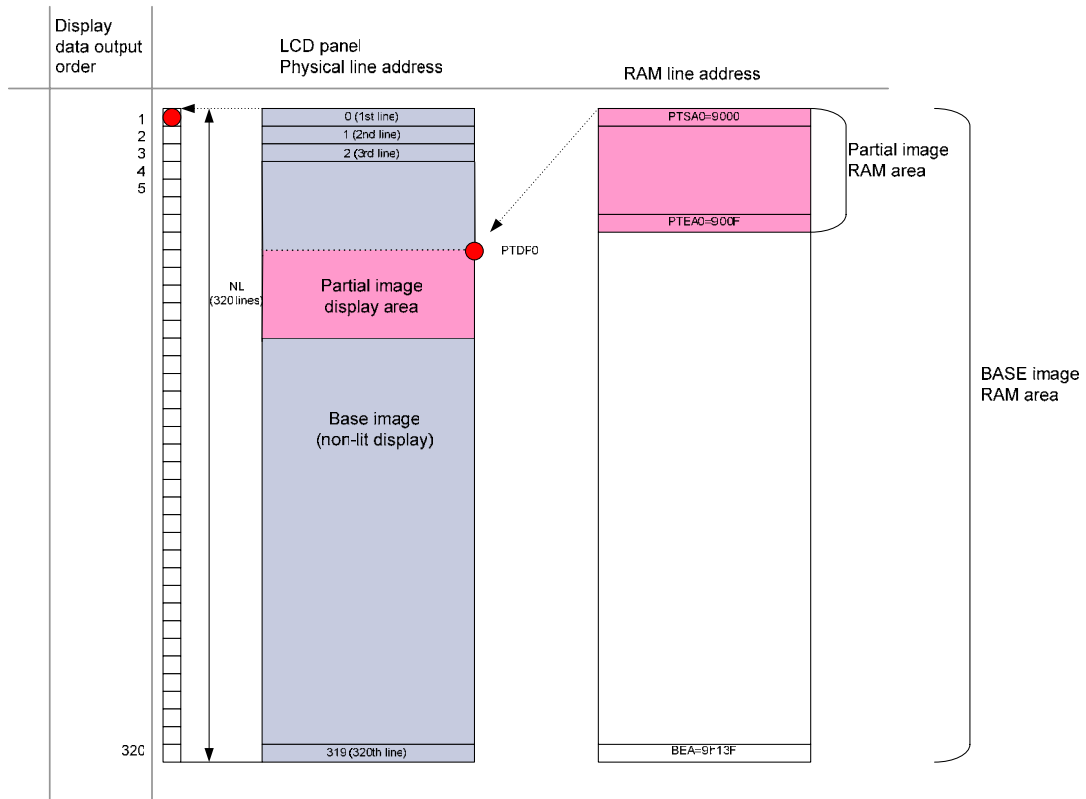 Display
data output
order
LCD panel
Physical line address
RAM line address
1
2
3
4
5
320
NL
(320 lines)
0 (1st line)
1 (2nd line)
2 (3rd line)
Partial image
display area
Base image
(non-lit display)
319 (320th line)
PTDP0
PTSA0=9000
PTEA0=900F
BEA=9h13F
Partial image
RAM area
BASE image
RAM area